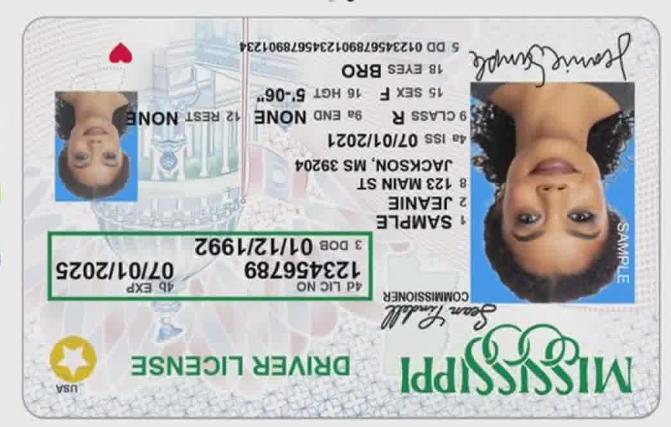 MISSISSIPPI
DRIVER LICENSE
USA
Sean Tindell
COMMISSIONER
4d LIC NO 4b EXP
123456789 07/01/2025
3 DOB 01/12/1992
1 SAMPLE
2 JEANIE
8 123 MAIN ST
JACKSON, MS 39204
4a ISS 07/01/2021
9 CLASS R 9a END NONE 12 REST NONE
15 SEX F 16 HGT 5'-06"
18 EYES BRO
5 DD 0123456789012345678901234
SAMPLE
Jeanie Sample